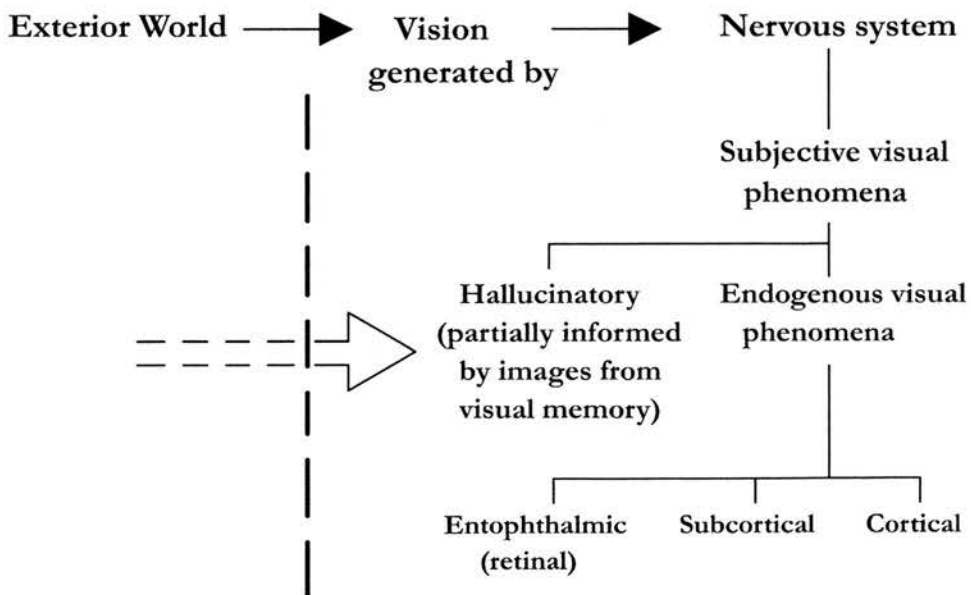 Exterior World
Vision
generated by
Nervous system
Subjective visual
phenomena
Hallucinatory
(partially informed
by images from
visual memory)
Endogenous visual
phenomena
Entophthalmic
(retinal)
Subcortical
Cortical